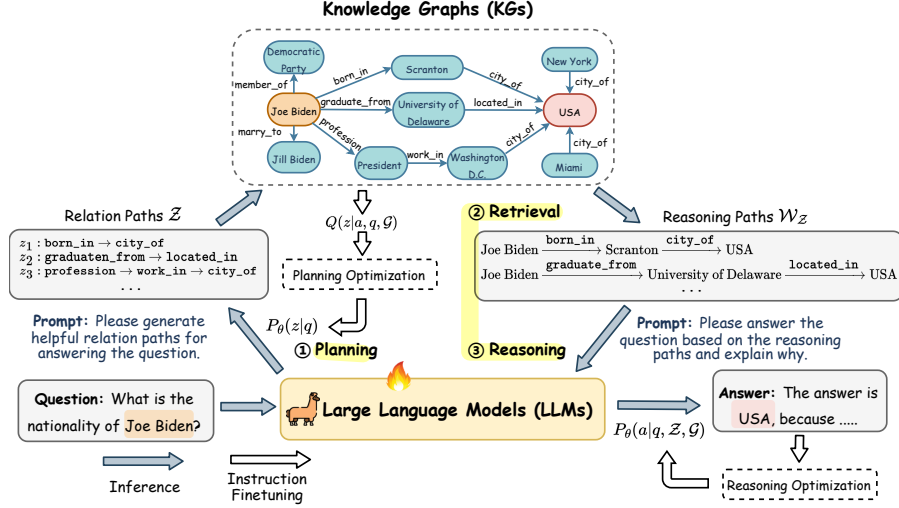 Knowledge Graphs (KGs)
Democratic
Party
member_of
Joe Biden
marry_to
Jill Biden
born_in
Scranton
city_of
graduate_from
University of
Delaware
located_in
profession
President
work_in
Washington
D.C.
city_of
New York
city_of
USA
city_of
Miami
Relation Paths 𝒵
z₁ : born_in → city_of
z₂ : graduaten_from → located_in
z₃ : profession → work_in → city_of
...
Q(z|a, q, 𝒢)
Planning Optimization
P_θ(z|q)
① Planning
② Retrieval
③ Reasoning
Reasoning Paths 𝒲_𝒵
Joe Biden born_in→ Scranton city_of→ USA
Joe Biden graduate_from→ University of Delaware located_in→ USA
...
Prompt: Please generate
helpful relation paths for
answering the question.
Prompt: Please answer the
question based on the reasoning
paths and explain why.
Question: What is the
nationality of Joe Biden?
Large Language Models (LLMs)
P_θ(a|q, 𝒵, 𝒢)
Answer: The answer is
USA, because .....
Reasoning Optimization
Inference
Instruction
Finetuning